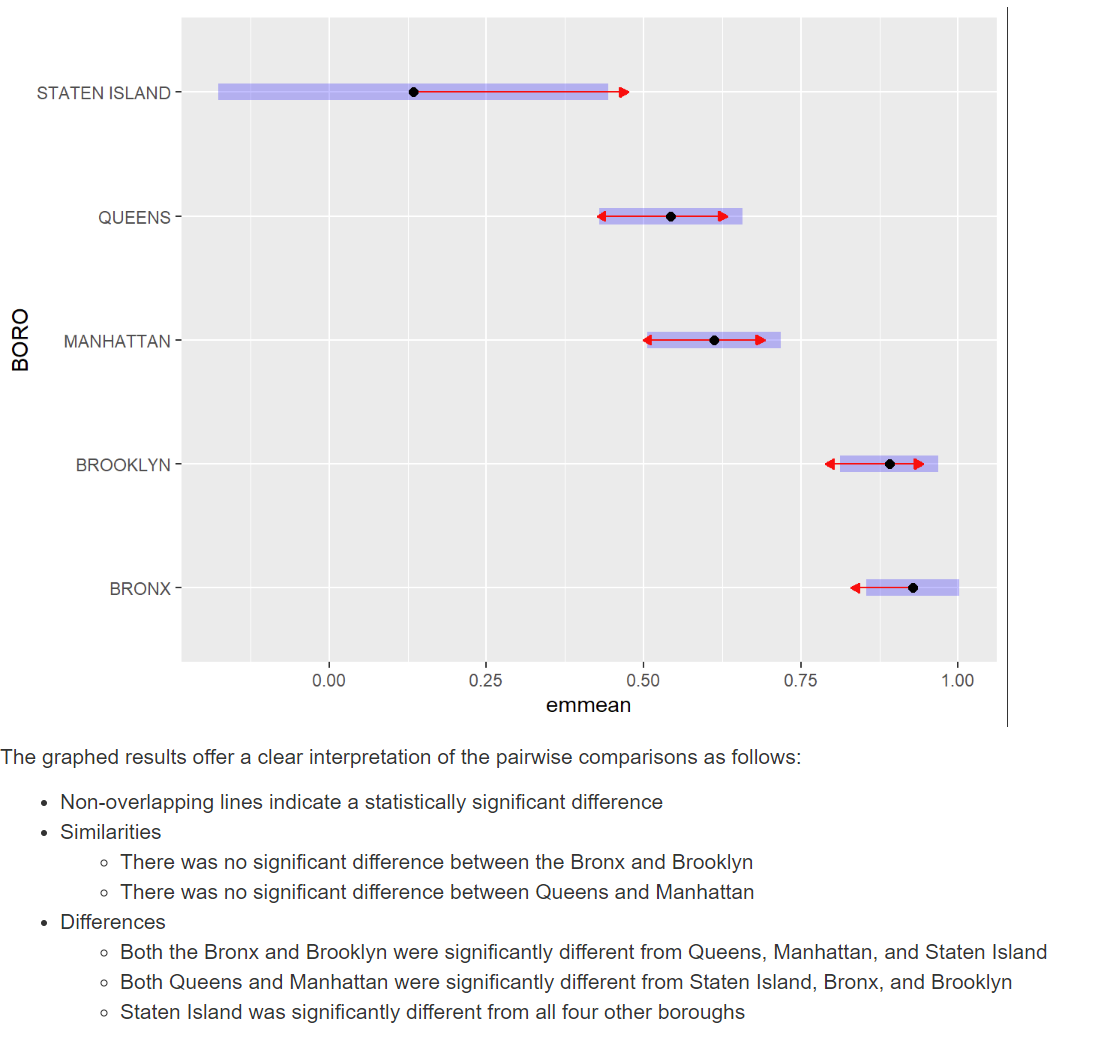 STATEN ISLAND
QUEENS
MANHATTAN
BROOKLYN
BRONX
BORO
0.00 0.25 0.50 0.75 1.00
emmean
The graphed results offer a clear interpretation of the pairwise comparisons as follows:
• Non-overlapping lines indicate a statistically significant difference
• Similarities
◦ There was no significant difference between the Bronx and Brooklyn
◦ There was no significant difference between Queens and Manhattan
• Differences
◦ Both the Bronx and Brooklyn were significantly different from Queens, Manhattan, and Staten Island
◦ Both Queens and Manhattan were significantly different from Staten Island, Bronx, and Brooklyn
◦ Staten Island was significantly different from all four other boroughs